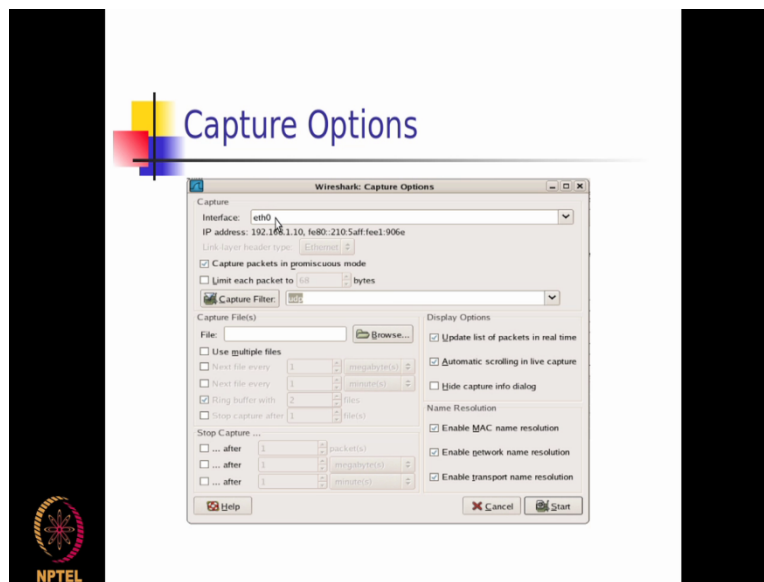 Capture Options
Wireshark: Capture Options
Capture
Interface: eth0
IP address: 192.168.1.10, fe80::210:5aff:fee1:906e
Link layer header type: Ethernet
Capture packets in promiscuous mode
Limit each packet to 68 bytes
Capture Filter: udp
Capture File(s)
File: Browse...
Use multiple files
Next file every 1 megabyte(s)
Next file every 1 minute(s)
Ring buffer with 2 files
Stop capture after 1 file(s)
Stop Capture ...
... after 1 packet(s)
... after 1 megabyte(s)
... after 1 minute(s)
Display Options
Update list of packets in real time
Automatic scrolling in live capture
Hide capture info dialog
Name Resolution
Enable MAC name resolution
Enable network name resolution
Enable transport name resolution
Help
Cancel
Start
NPTEL